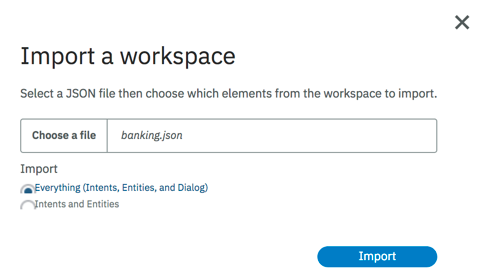 Import a workspace
Select a JSON file then choose which elements from the workspace to import.
Choose a file banking.json
Import
Everything (Intents, Entities, and Dialog)
Intents and Entities
Import